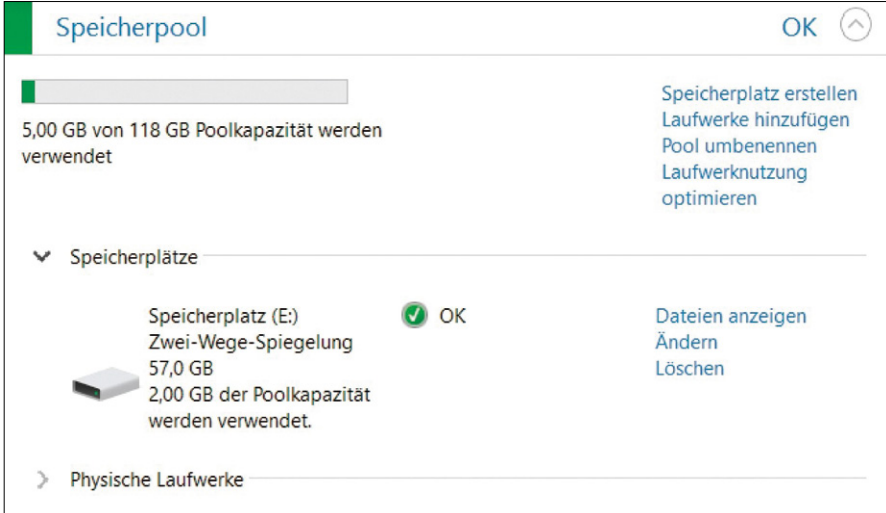 Speicherpool
OK
5,00 GB von 118 GB Poolkapazität werden
verwendet
Speicherplatz erstellen
Laufwerke hinzufügen
Pool umbenennen
Laufwerknutzung
optimieren
Speicherplätze
Speicherplatz (E:)
Zwei-Wege-Spiegelung
57,0 GB
2,00 GB der Poolkapazität
werden verwendet.
OK
Dateien anzeigen
Ändern
Löschen
Physische Laufwerke